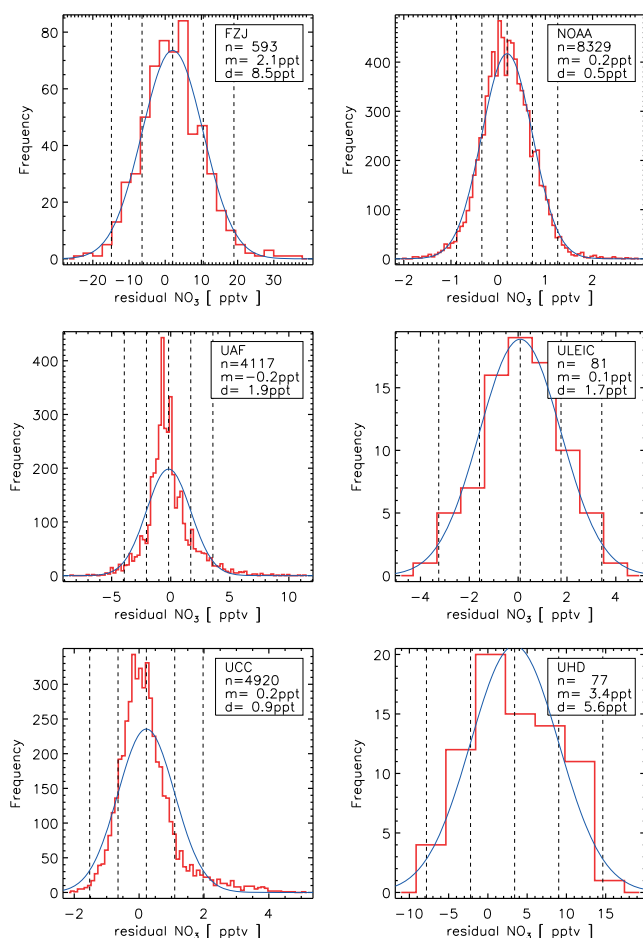 FZJ
n= 593
m= 2.1ppt
d= 8.5ppt
80
60
40
20
0
Frequency
-20 -10 0 10 20 30
residual NO3 [ pptv]
NOAA
n=8329
m= 0.2ppt
d= 0.5ppt
400
300
200
100
0
Frequency
-2 -1 0 1 2
residual NO3 [ pptv]
UAF
n=4117
m=-0.2ppt
d= 1.9ppt
400
300
200
100
0
Frequency
-5 0 5 10
residual NO3 [ pptv]
ULEIC
n= 81
m= 0.1ppt
d= 1.7ppt
15
10
5
0
Frequency
-4 -2 0 2 4
residual NO3 [ pptv]
UCC
n=4920
m= 0.2ppt
d= 0.9ppt
300
250
200
150
100
50
0
Frequency
-2 0 2 4
residual NO3 [ pptv]
UHD
n= 77
m= 3.4ppt
d= 5.6ppt
20
15
10
5
0
Frequency
-10 -5 0 5 10 15
residual NO3 [ pptv]